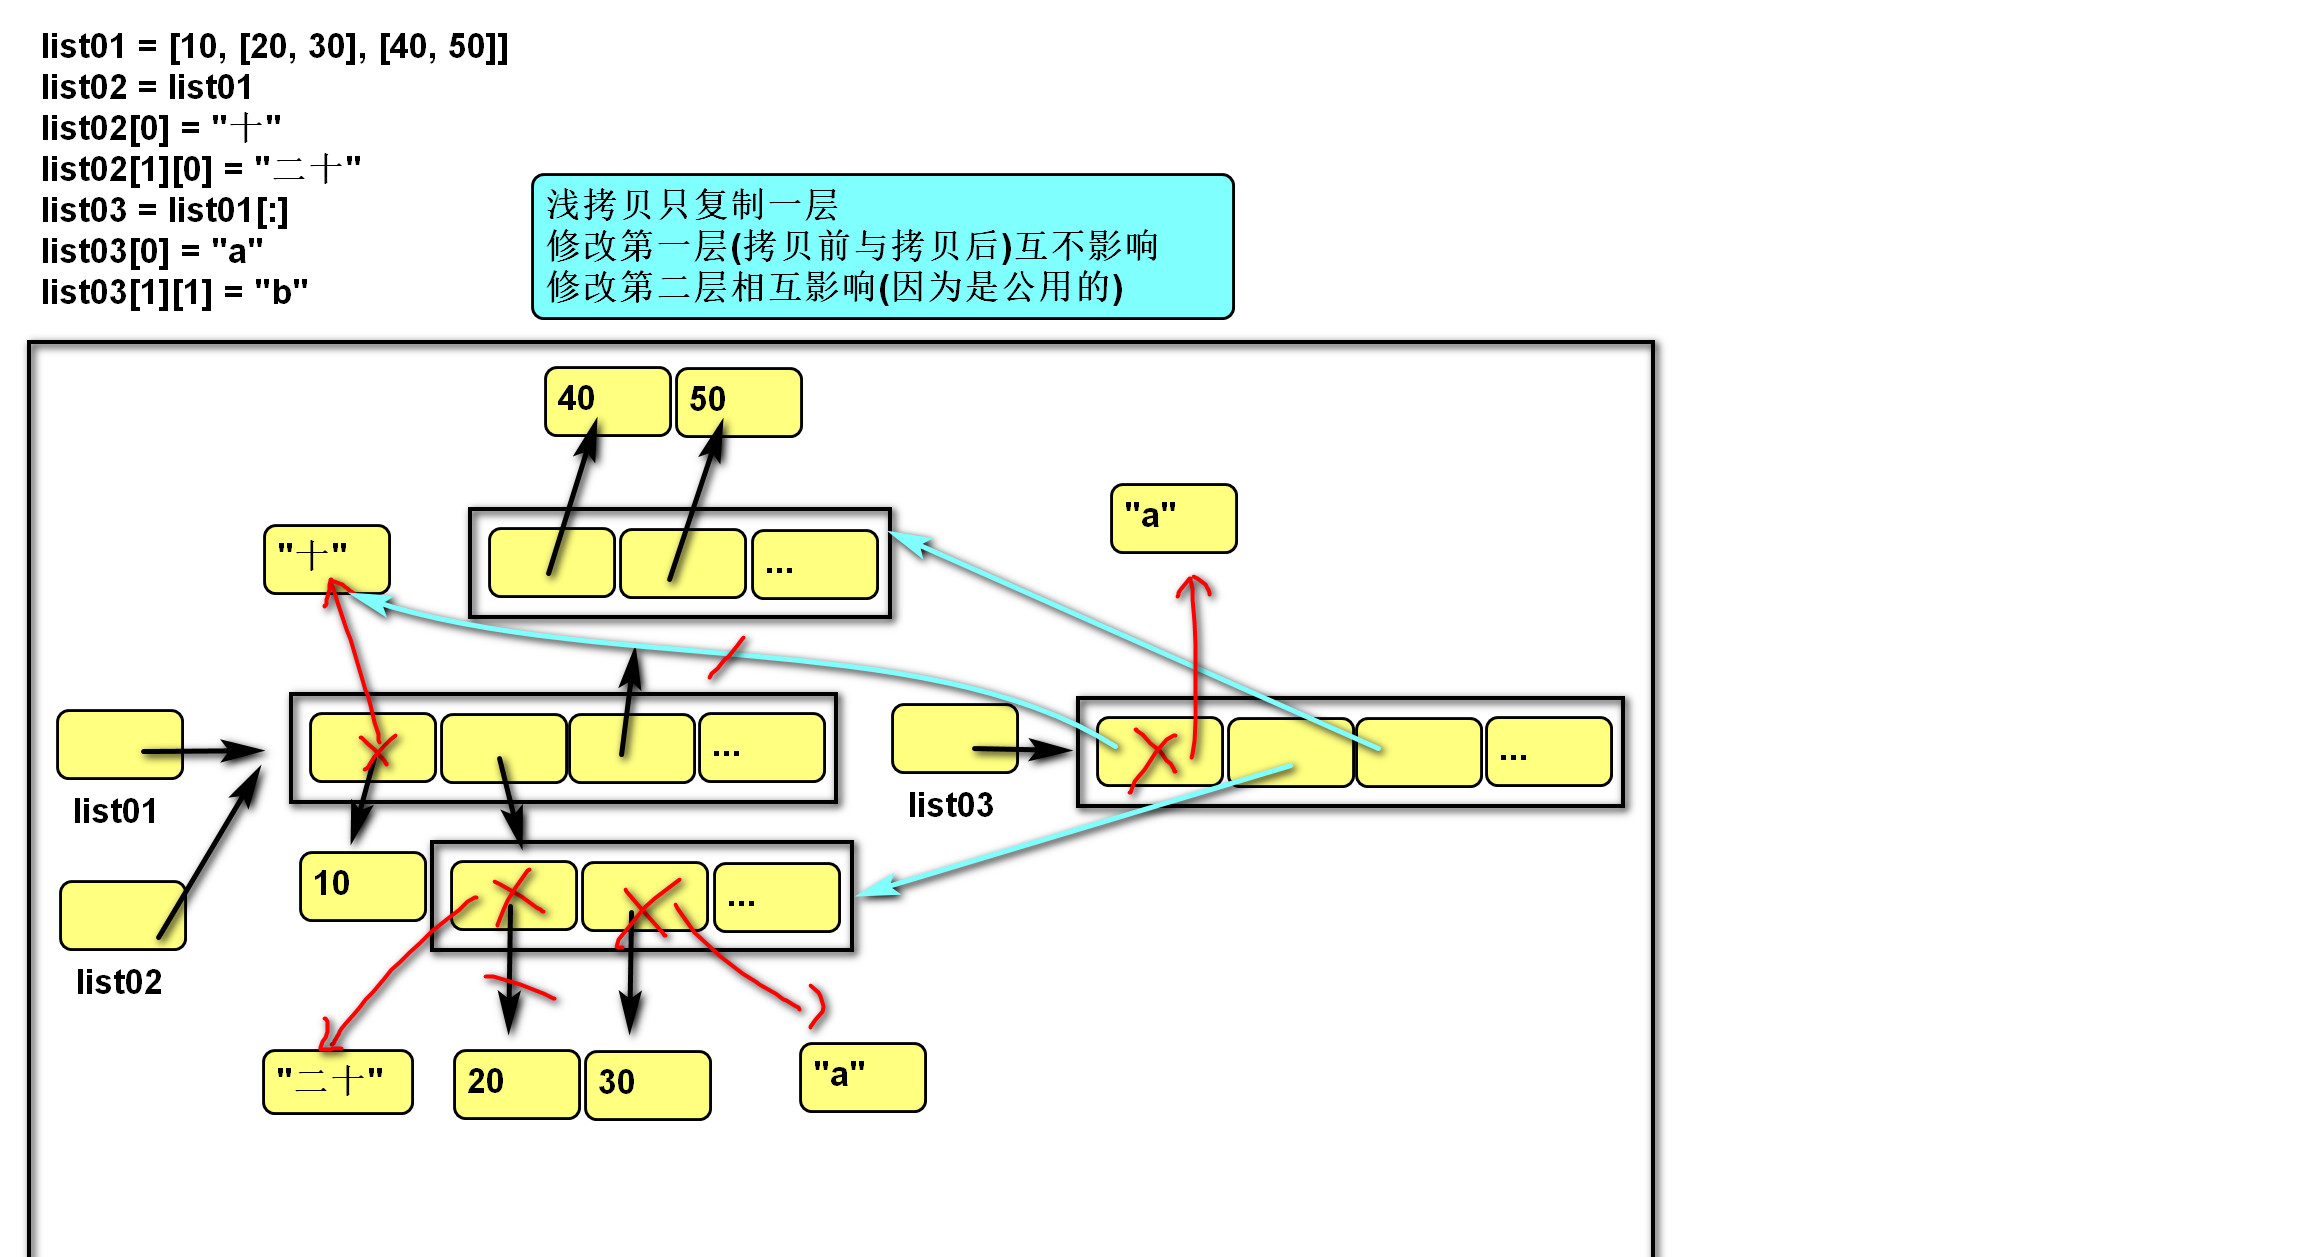 list01 = [10, [20, 30], [40, 50]]
list02 = list01
list02[0] = "十"
list02[1][0] = "二十"
list03 = list01[:]
list03[0] = "a"
list03[1][1] = "b"
浅拷贝只复制一层
修改第一层(拷贝前与拷贝后)互不影响
修改第二层相互影响(因为是公用的)
40
50
"a"
"十"
...
...
...
list01
list03
10
...
list02
"二十"
20
30
"a"